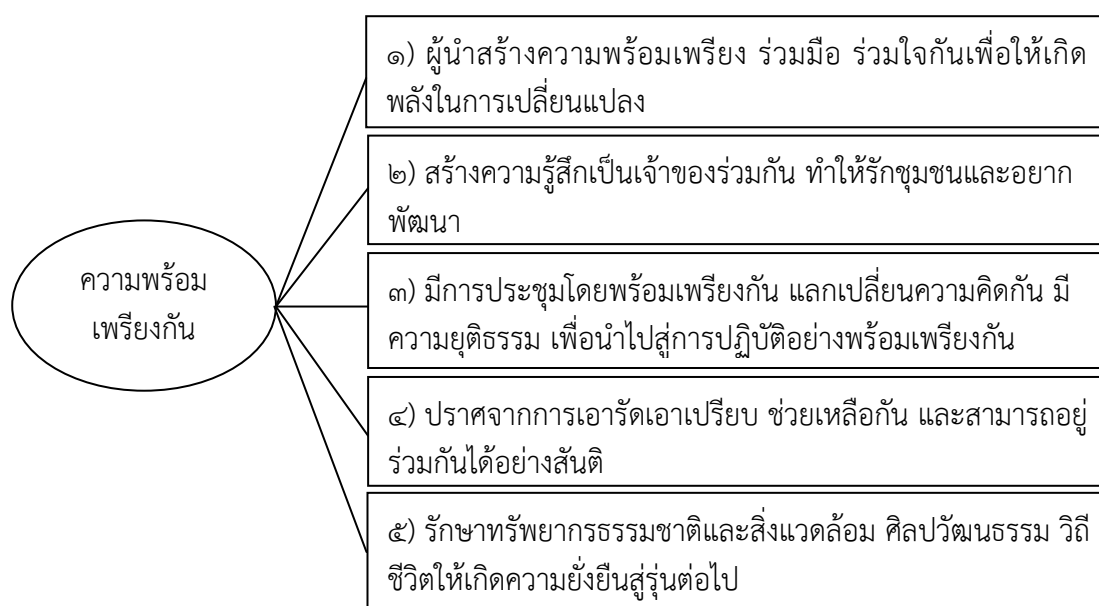 ๑) ผู้นำสร้างความพร้อมเพรียง ร่วมมือ ร่วมใจกันเพื่อให้เกิด
พลังในการเปลี่ยนแปลง
๒) สร้างความรู้สึกเป็นเจ้าของร่วมกัน ทำให้รักชุมชนและอยาก
พัฒนา
ความพร้อม
เพรียงกัน
๓) มีการประชุมโดยพร้อมเพรียงกัน แลกเปลี่ยนความคิดกัน มี
ความยุติธรรม เพื่อนำไปสู่การปฏิบัติอย่างพร้อมเพรียงกัน
๔) ปราศจากการเอารัดเอาเปรียบ ช่วยเหลือกัน และสามารถอยู่
ร่วมกันได้อย่างสันติ
๕) รักษาทรัพยากรธรรมชาติและสิ่งแวดล้อม ศิลปวัฒนธรรม วิถี
ชีวิตให้เกิดความยั่งยืนสู่รุ่นต่อไป